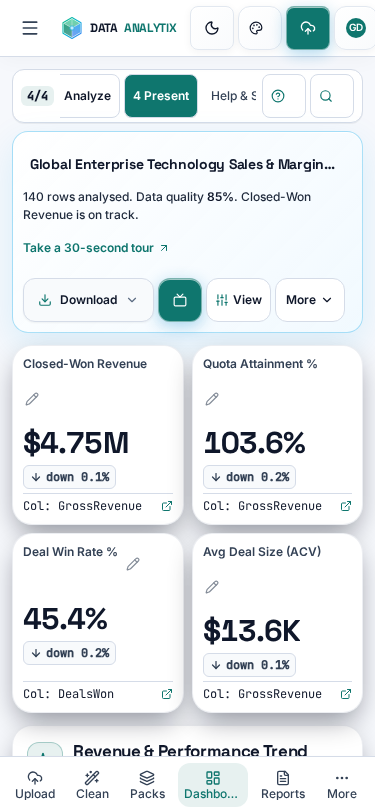 DATA ANALYTIX
GD
4/4 Analyze 4 Present Help & S
Global Enterprise Technology Sales & Margin...
140 rows analysed. Data quality 85%. Closed-Won
Revenue is on track.
Take a 30-second tour
Download View More
Closed-Won Revenue
$4.75M
down 0.1%
Col: GrossRevenue
Quota Attainment %
103.6%
down 0.2%
Col: GrossRevenue
Deal Win Rate %
45.4%
down 0.2%
Col: DealsWon
Avg Deal Size (ACV)
$13.6K
down 0.1%
Col: GrossRevenue
Revenue & Performance Trend
Upload Clean Packs Dashbo... Reports More